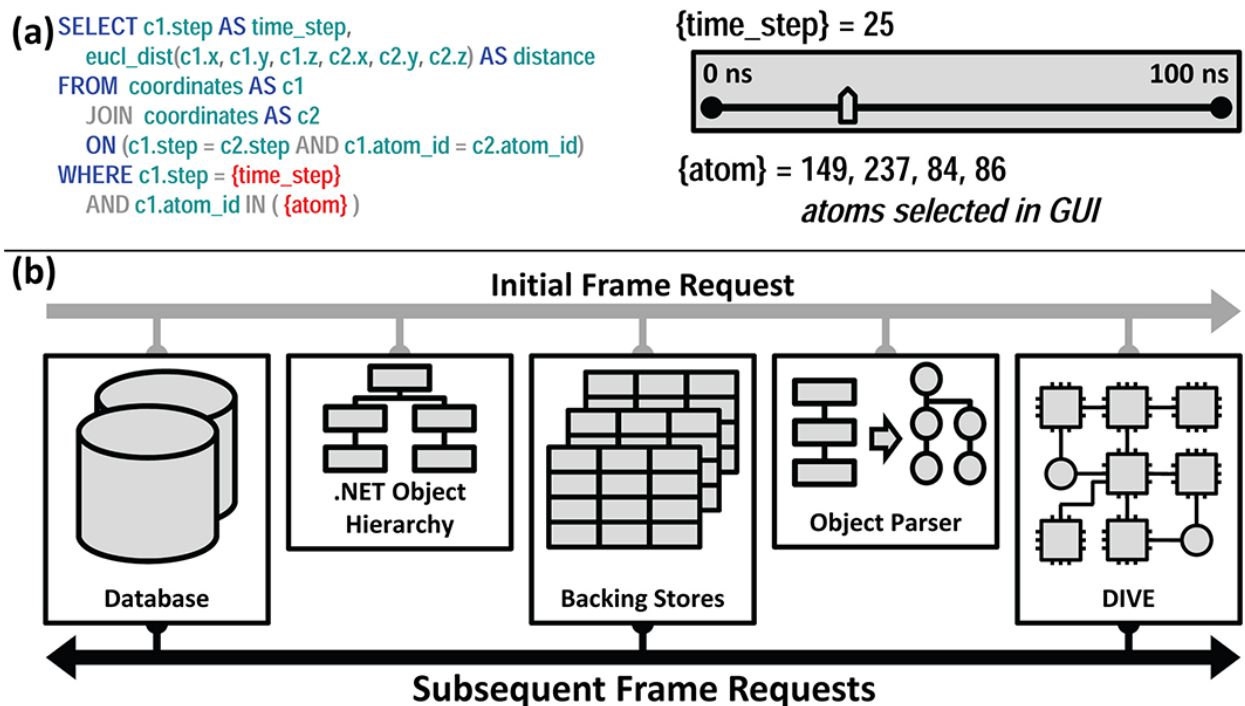 (a)
SELECT c1.step AS time_step,
eucl_dist(c1.x, c1.y, c1.z, c2.x, c2.y, c2.z) AS distance
FROM coordinates AS c1
JOIN coordinates AS c2
ON (c1.step = c2.step AND c1.atom_id = c2.atom_id)
WHERE c1.step = {time_step}
AND c1.atom_id IN ( {atom} )
{time_step} = 25
0 ns 100 ns
{atom} = 149, 237, 84, 86
atoms selected in GUI
(b)
Initial Frame Request
Database
.NET Object
Hierarchy
Backing Stores
Object Parser
DIVE
Subsequent Frame Requests